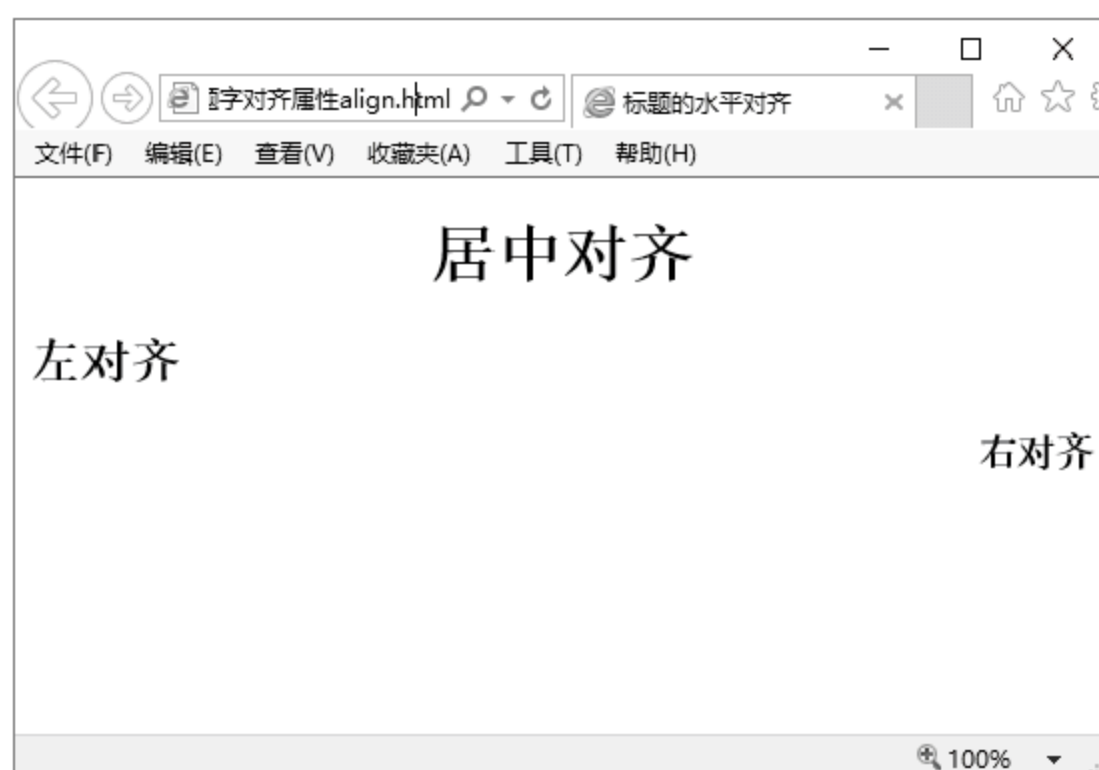 字对齐属性align.html
标题的水平对齐
文件(F) 编辑(E) 查看(V) 收藏夹(A) 工具(T) 帮助(H)
居中对齐
左对齐
右对齐
100%